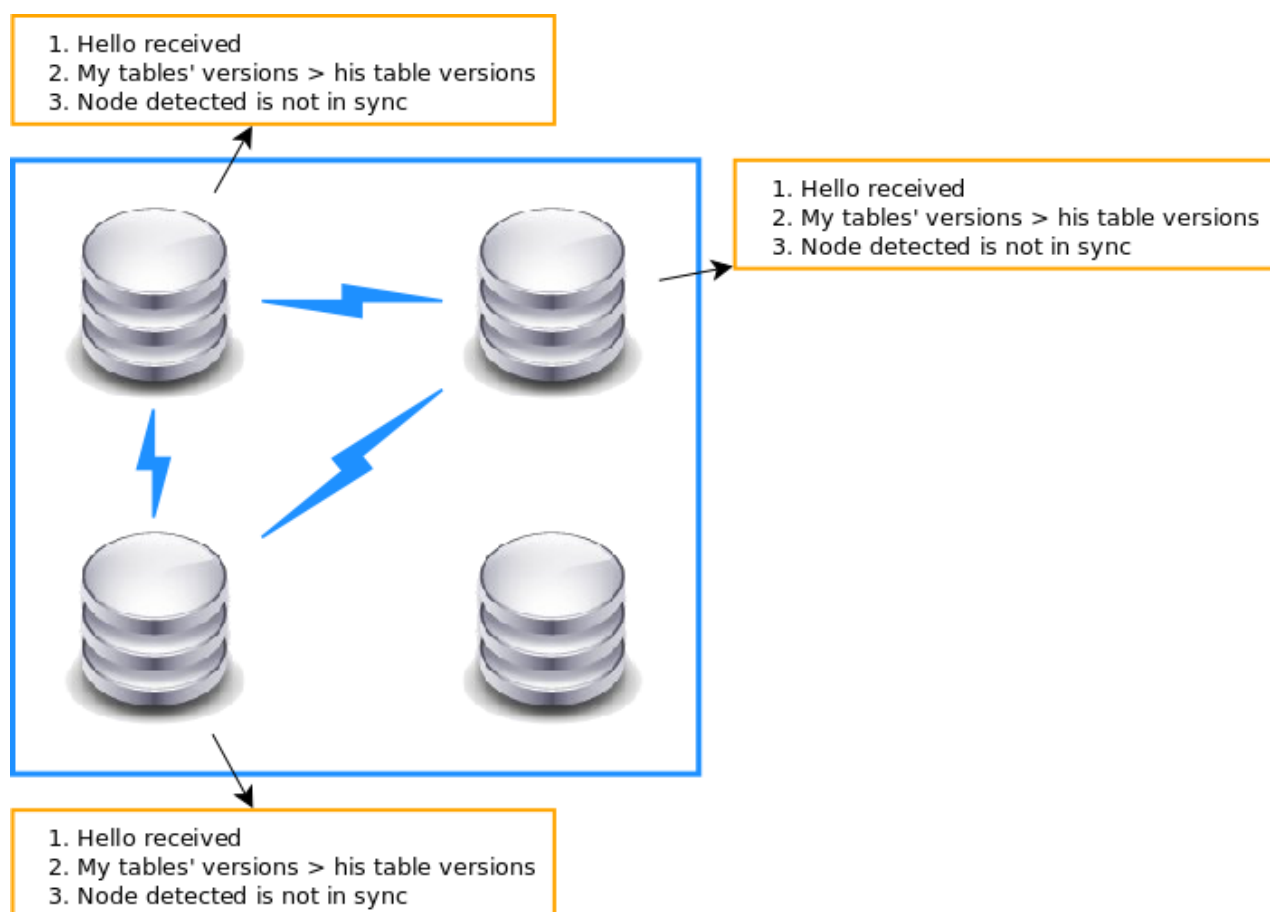 1. Hello received
2. My tables' versions > his table versions
3. Node detected is not in sync
1. Hello received
2. My tables' versions > his table versions
3. Node detected is not in sync
1. Hello received
2. My tables' versions > his table versions
3. Node detected is not in sync